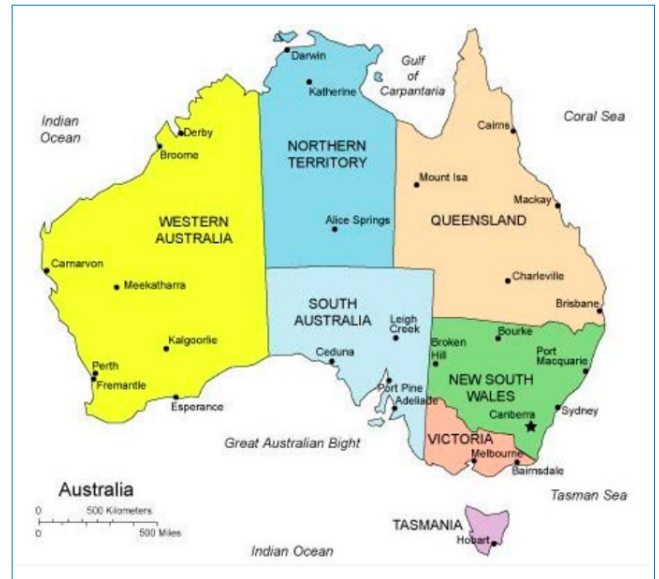 Darwin
Gulf
of
Carpantaria
Katherine
Indian
Ocean
Coral Sea
Derby
Cairns
Broome
NORTHERN
TERRITORY
Mount Isa
Mackay
WESTERN
AUSTRALIA
Alice Springs
QUEENSLAND
Carnarvon
Meekatharra
Charleville
SOUTH
AUSTRALIA
Brisbane
Leigh
Creek
Bourke
Broken
Hill
Port
Macquarie
Kalgoorlie
Ceduna
Perth
Fremantle
Port Pine
NEW SOUTH
WALES
Esperance
Adeliade
Canberra
Sydney
Great Australian Bight
VICTORIA
Melbourne
Bairnsdale
Australia
Tasman Sea
0 500 Kilometers
0 500 Miles
TASMANIA
Hobart
Indian Ocean